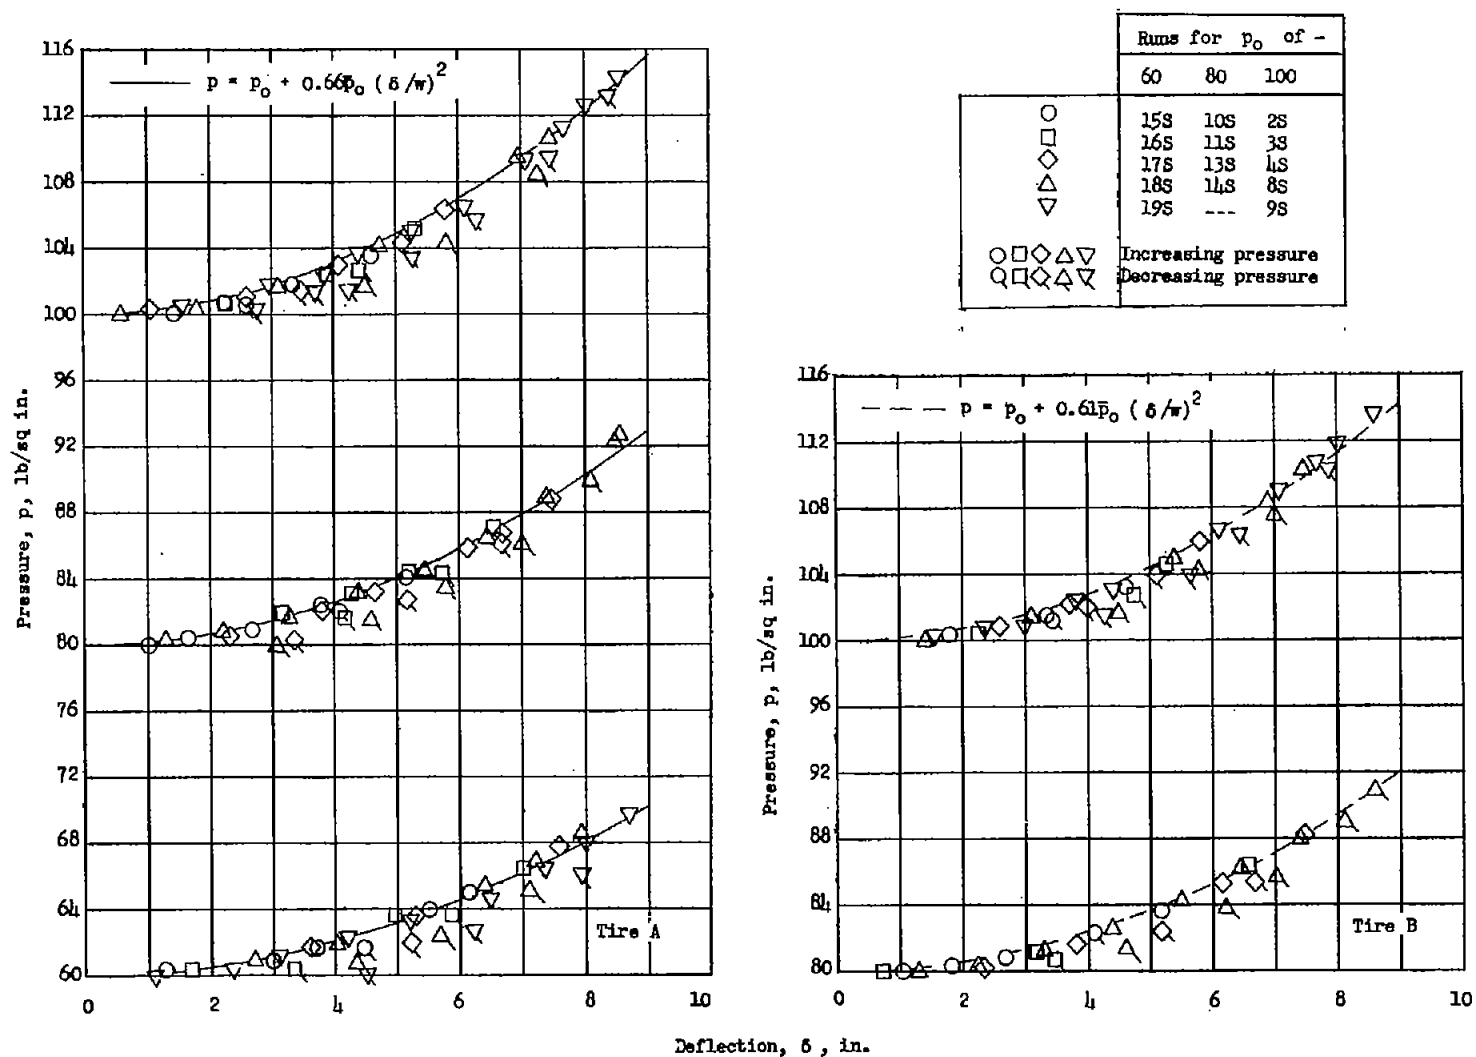 p = p₀ + 0.66p̄₀ (δ/w)²
116
112
108
104
100
96
92
88
84
80
76
72
68
64
60
Pressure, p, lb/sq in.
0 2 4 6 8 10
Tire A
Runs for p₀ of -
60 80 100
○ 15S 10S 2S
□ 16S 11S 3S
◇ 17S 13S 4S
△ 18S 14S 8S
▽ 19S --- 9S
○□◇△▽ Increasing pressure
Decreasing pressure
p = p₀ + 0.61p̄₀ (δ/w)²
116
112
108
104
100
96
92
88
84
80
Pressure, p, lb/sq in.
0 2 4 6 8 10
Tire B
Deflection, δ, in.